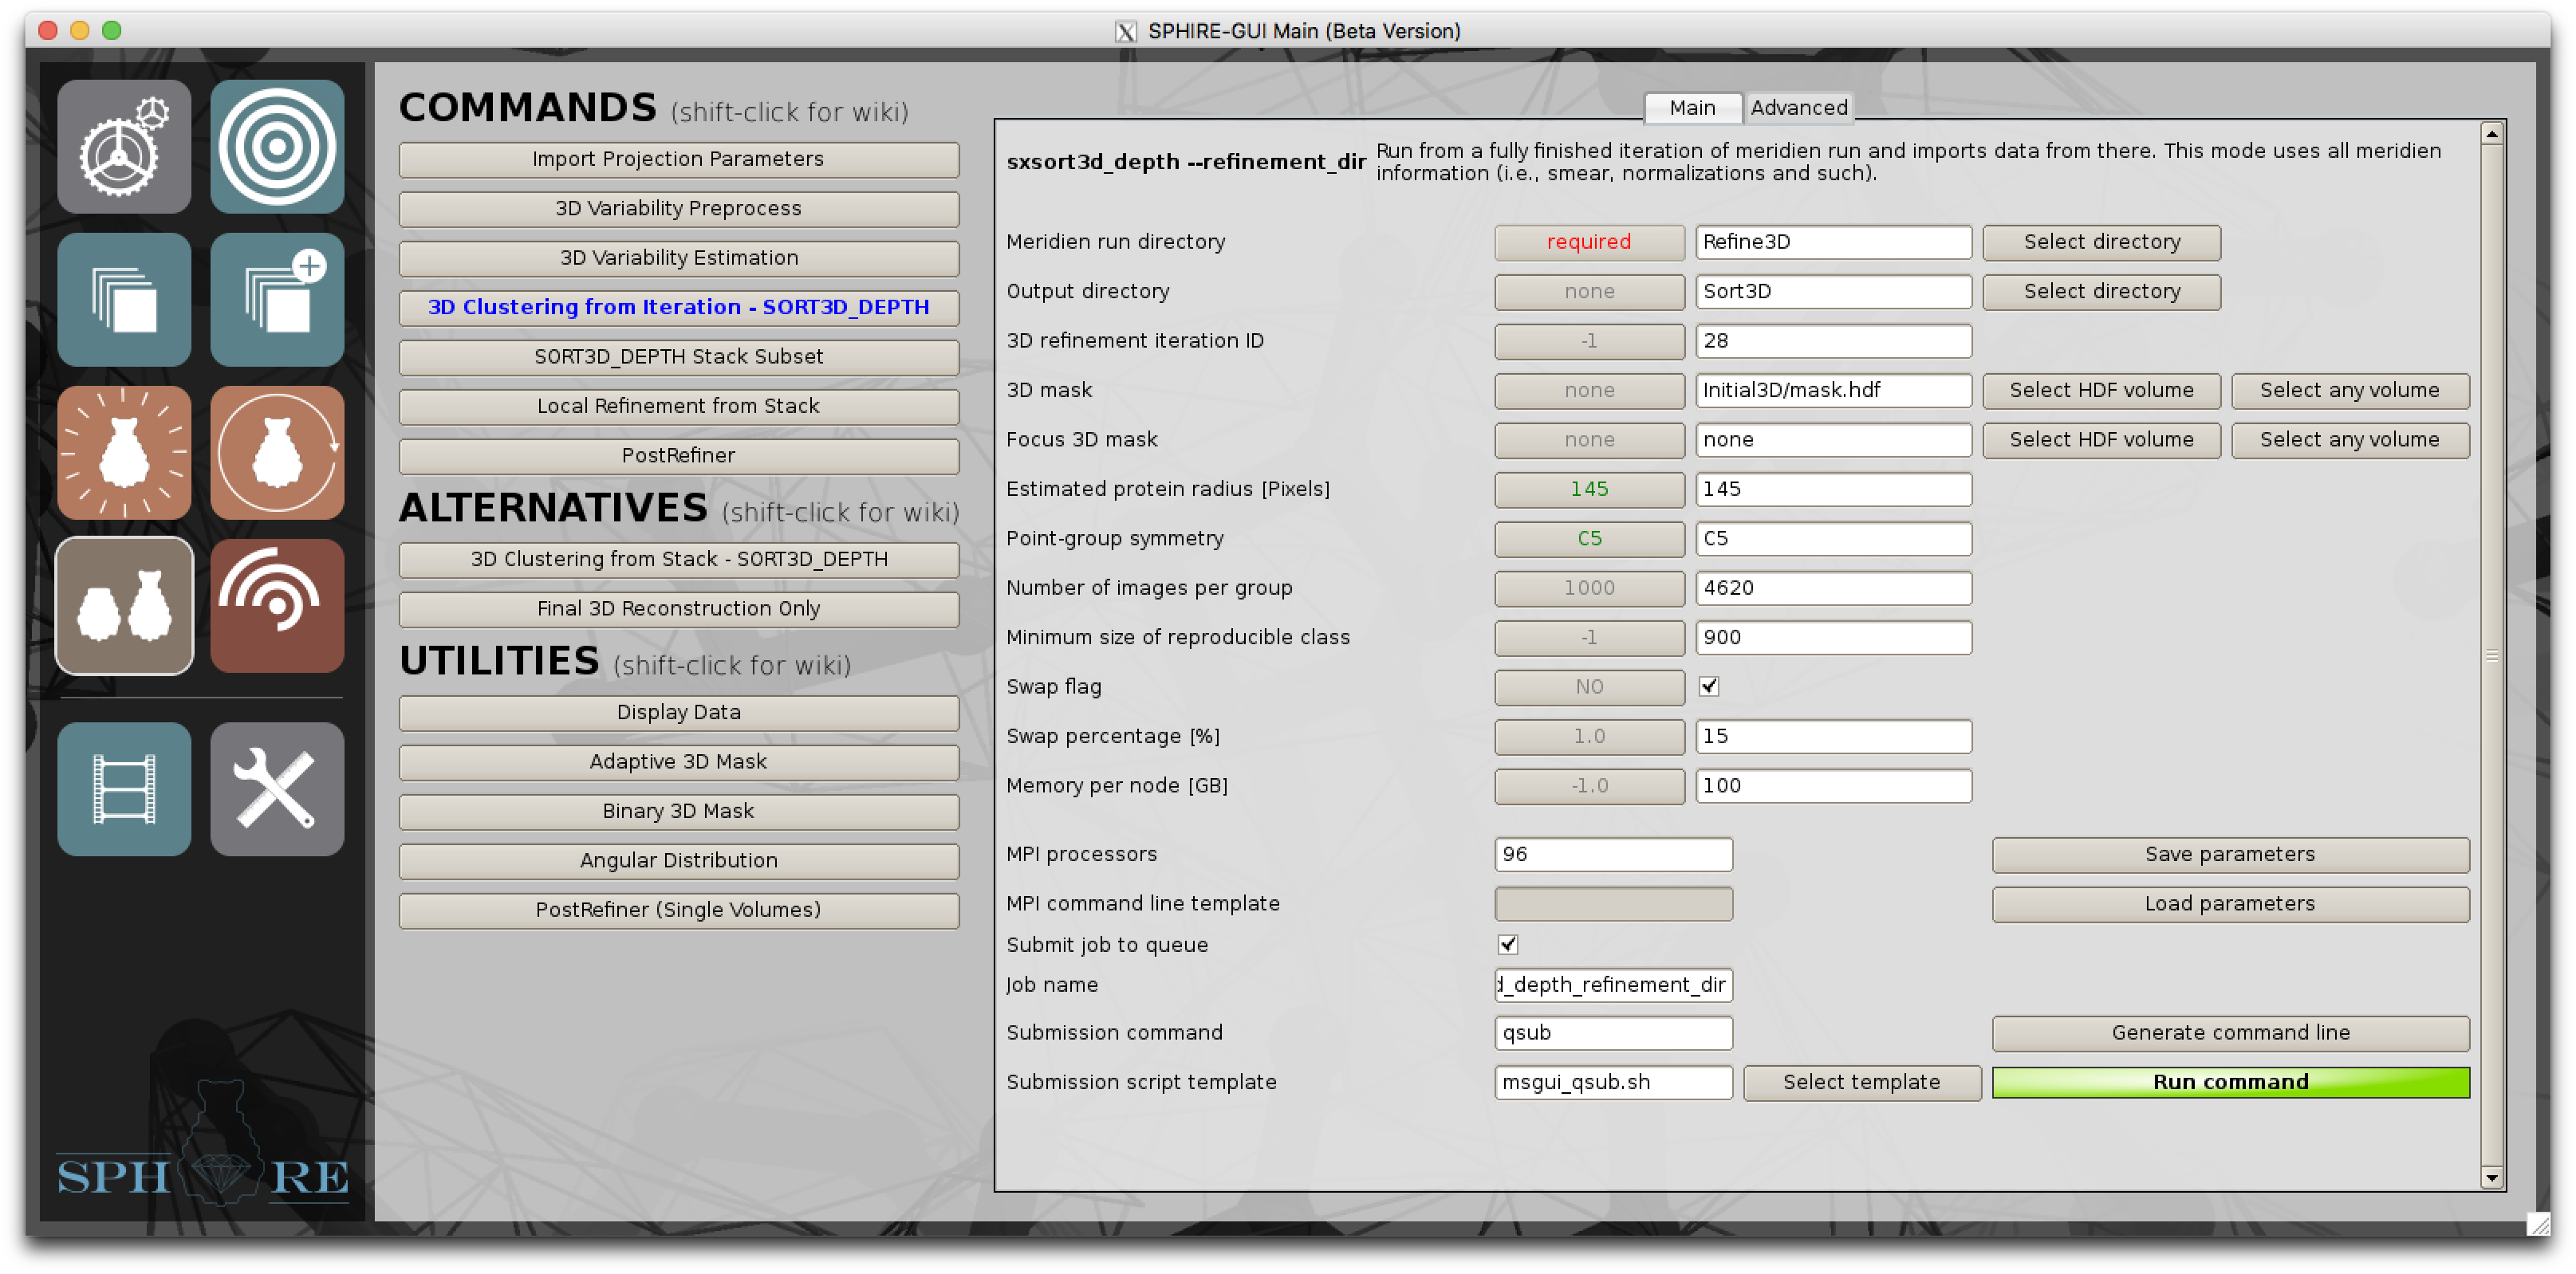 SPHIRE-GUI Main (Beta Version)
COMMANDS (shift-click for wiki)
Import Projection Parameters
3D Variability Preprocess
3D Variability Estimation
3D Clustering from Iteration - SORT3D_DEPTH
SORT3D_DEPTH Stack Subset
Local Refinement from Stack
PostRefiner
ALTERNATIVES (shift-click for wiki)
3D Clustering from Stack - SORT3D_DEPTH
Final 3D Reconstruction Only
UTILITIES (shift-click for wiki)
Display Data
Adaptive 3D Mask
Binary 3D Mask
Angular Distribution
PostRefiner (Single Volumes)
SPH RE
Main Advanced
sxsort3d_depth --refinement_dir Run from a fully finished iteration of meridien run and imports data from there. This mode uses all meridien
information (i.e., smear, normalizations and such).
Meridien run directory required Refine3D Select directory
Output directory none Sort3D Select directory
3D refinement iteration ID -1 28
3D mask none Initial3D/mask.hdf Select HDF volume Select any volume
Focus 3D mask none none Select HDF volume Select any volume
Estimated protein radius [Pixels] 145 145
Point-group symmetry C5 C5
Number of images per group 1000 4620
Minimum size of reproducible class -1 900
Swap flag NO
Swap percentage [%] 1.0 15
Memory per node [GB] -1.0 100
MPI processors 96 Save parameters
MPI command line template Load parameters
Submit job to queue
Job name d_depth_refinement_dir
Submission command qsub Generate command line
Submission script template msgui_qsub.sh Select template Run command